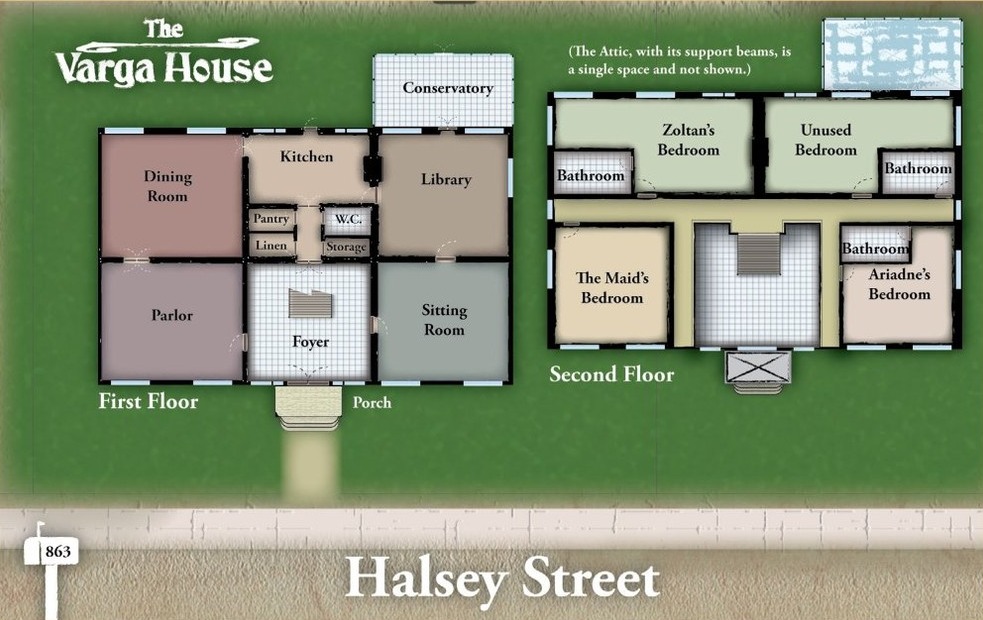 The
Varga House
(The Attic, with its support beams, is
a single space and not shown.)
Conservatory
Kitchen
Dining
Room
Library
Pantry
W.C.
Linen
Storage
Parlor
Foyer
Sitting
Room
First Floor
Porch
Zoltan's
Bedroom
Unused
Bedroom
Bathroom
Bathroom
Bathroom
The Maid's
Bedroom
Ariadne's
Bedroom
Second Floor
863
Halsey Street